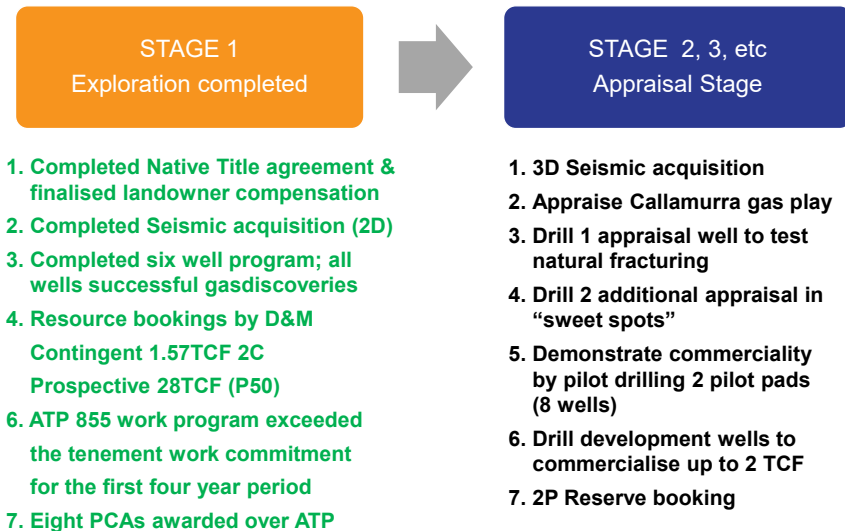 STAGE 1
Exploration completed
STAGE 2, 3, etc
Appraisal Stage
1. Completed Native Title agreement &
finalised landowner compensation
2. Completed Seismic acquisition (2D)
3. Completed six well program; all
wells successful gasdiscoveries
4. Resource bookings by D&M
Contingent 1.57TCF 2C
Prospective 28TCF (P50)
6. ATP 855 work program exceeded
the tenement work commitment
for the first four year period
7. Eight PCAs awarded over ATP
1. 3D Seismic acquisition
2. Appraise Callamurra gas play
3. Drill 1 appraisal well to test
natural fracturing
4. Drill 2 additional appraisal in
“sweet spots”
5. Demonstrate commerciality
by pilot drilling 2 pilot pads
(8 wells)
6. Drill development wells to
commercialise up to 2 TCF
7. 2P Reserve booking